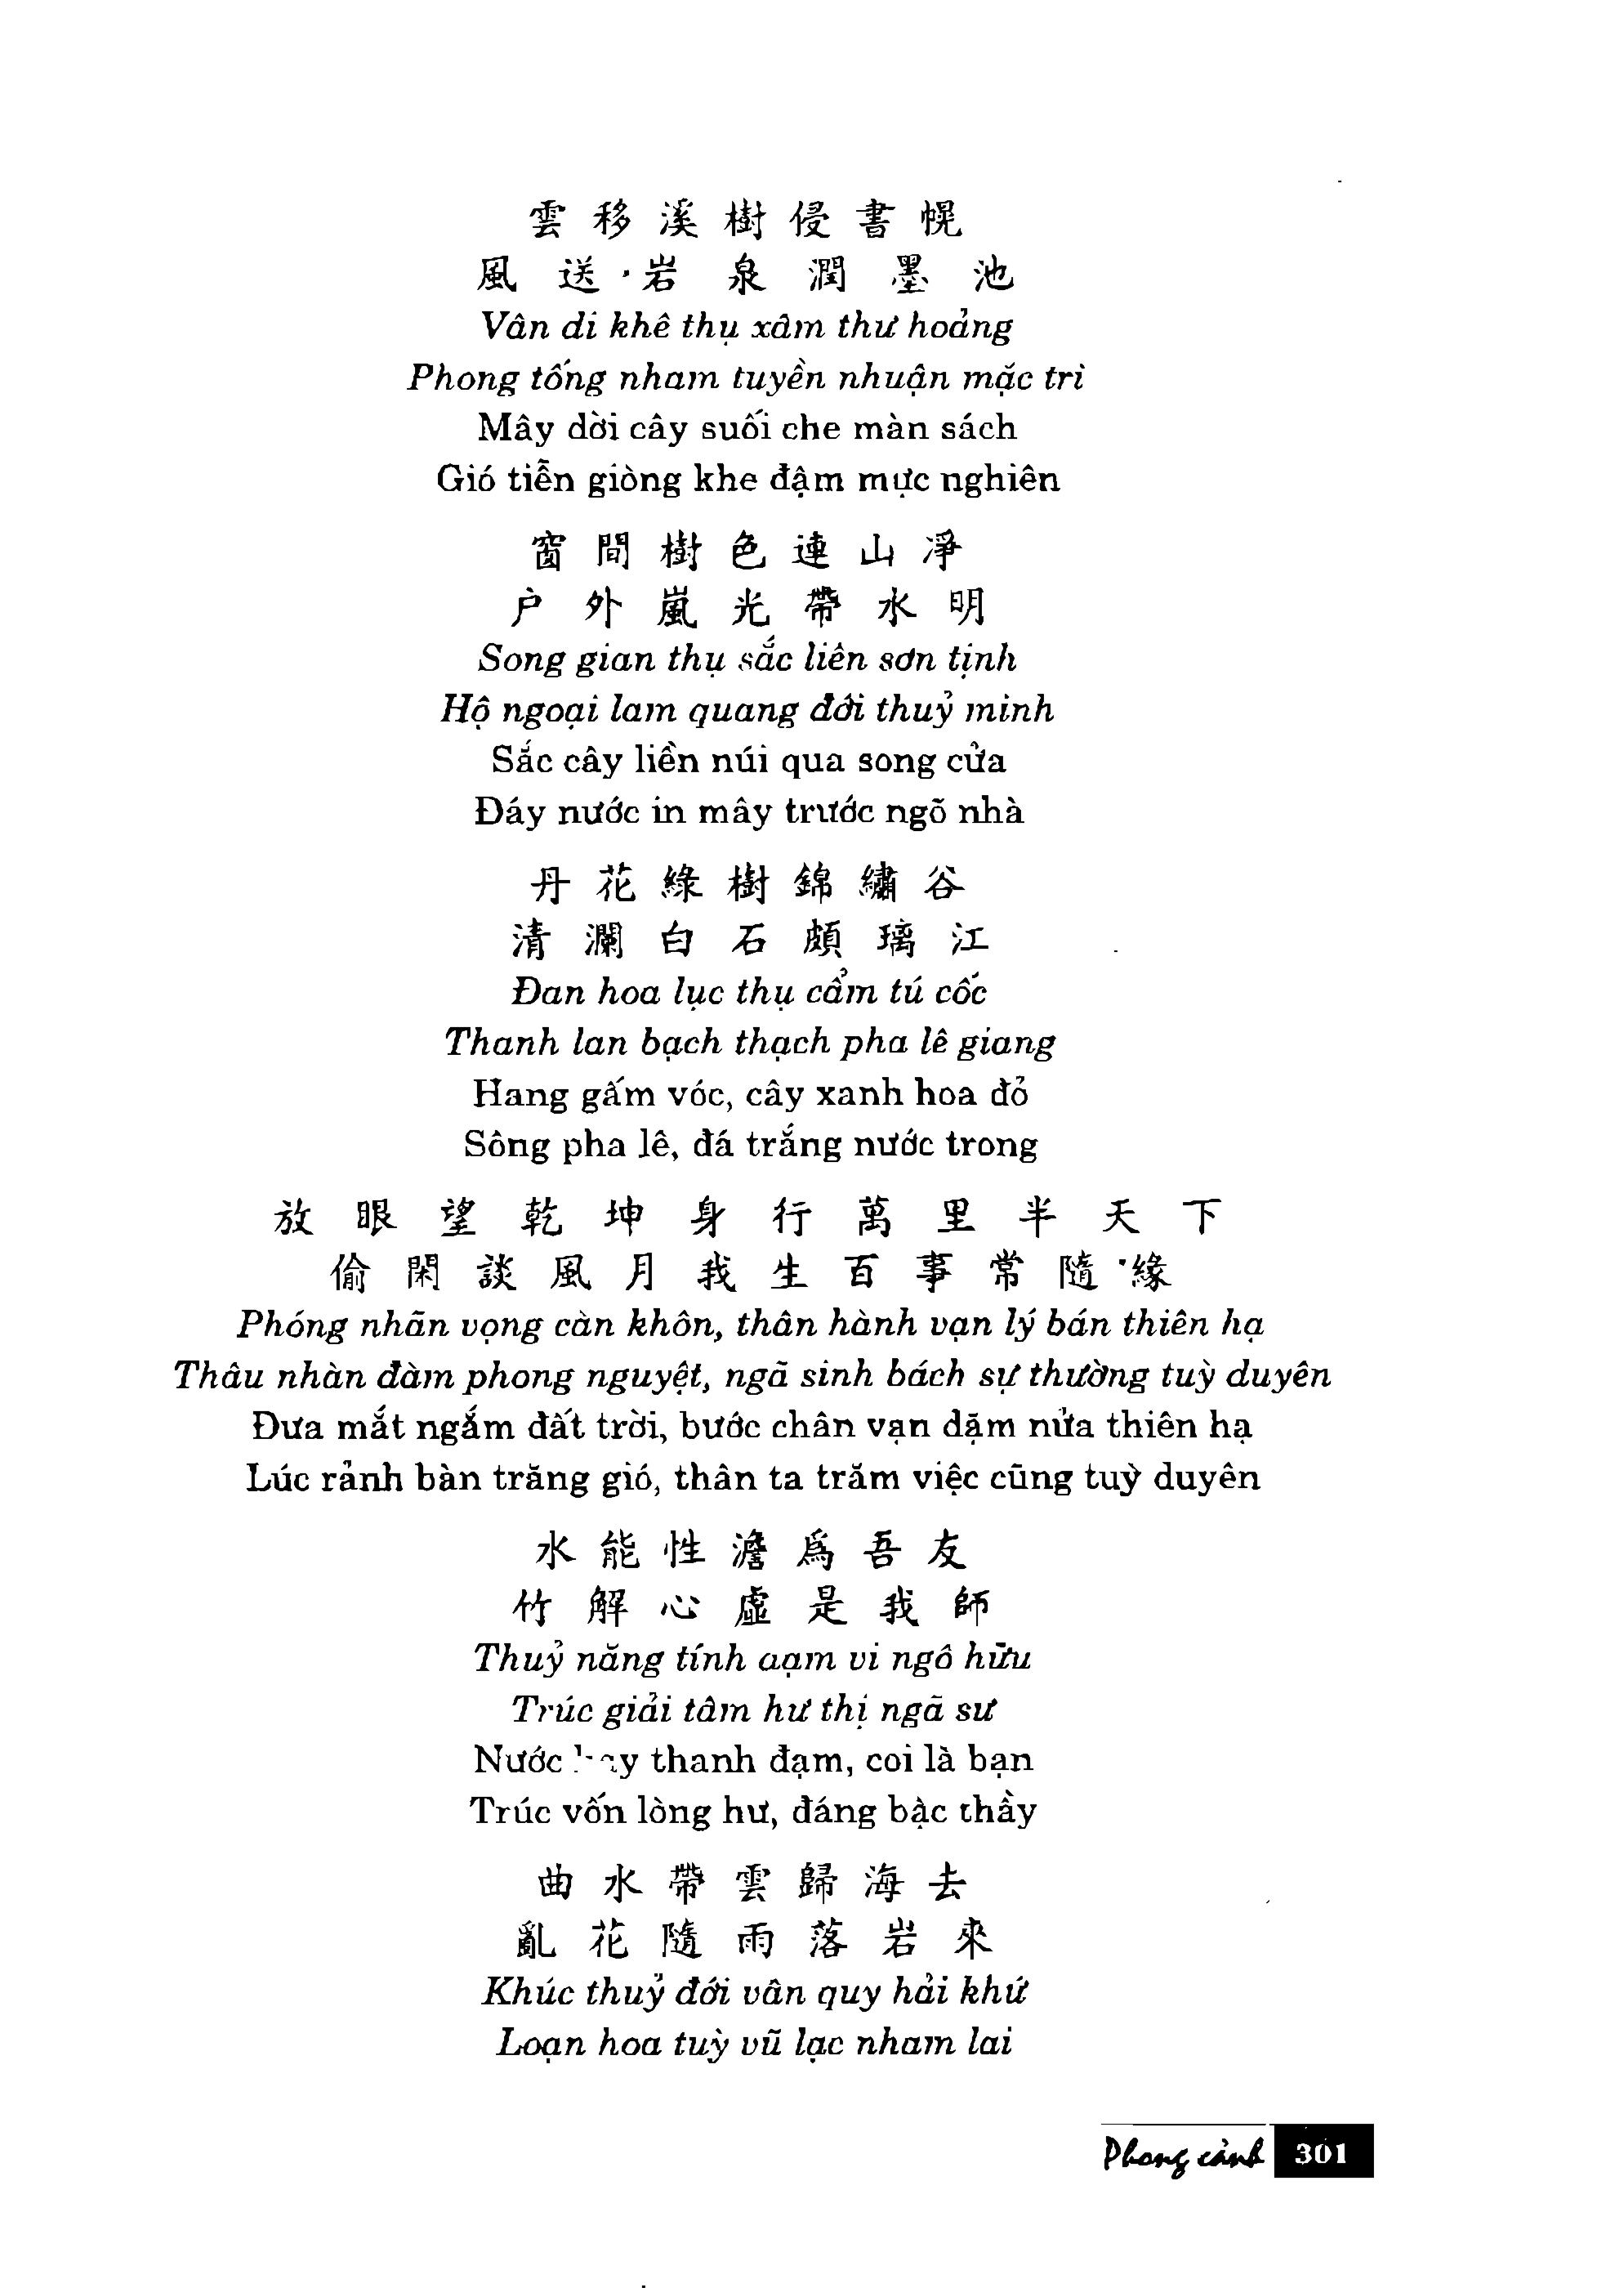 雲移溪樹侵書幌
風送岩泉潤墨池
Vân di khê thụ xâm thư hoảng
Phong tống nham tuyền nhuận mặc trì
Mây dời cây suối che màn sách
Gió tiễn giòng khe đậm mực nghiên
窗間樹色連山凈
户外嵐光帶水明
Song gian thụ sắc liên sơn tịnh
Hộ ngoại lam quang đới thuỷ minh
Sắc cây liền núi qua song cửa
Đáy nước in mây trước ngõ nhà
丹花綠樹錦繡谷
清瀾白石頗璃江
Đan hoa lục thụ cẩm tú cốc
Thanh lan bạch thạch pha lê giang
Hang gấm vóc, cây xanh hoa đỏ
Sông pha lê, đá trắng nước trong
放眼望乾坤身行萬里半天下
偷閑談風月我生百事常隨緣
Phóng nhãn vọng càn khôn, thân hành vạn lý bán thiên hạ
Thâu nhàn đàm phong nguyệt, ngã sinh bách sự thường tuỳ duyên
Đưa mắt ngắm đất trời, bước chân vạn dặm nửa thiên hạ
Lúc rảnh bàn trăng gió, thân ta trăm việc cũng tuỳ duyên
水能性澹爲吾友
竹解心虛是我師
Thuỷ năng tính đạm vi ngô hữu
Trúc giải tâm hư thị ngã sư
Nước thanh đạm, coi là bạn
Trúc vốn lòng hư, đáng bậc thầy
曲水帶雲歸海去
亂花隨雨落岩來
Khúc thuỷ đới vân quy hải khứ
Loạn hoa tuỳ vũ lạc nham lai
Phong cảnh 301